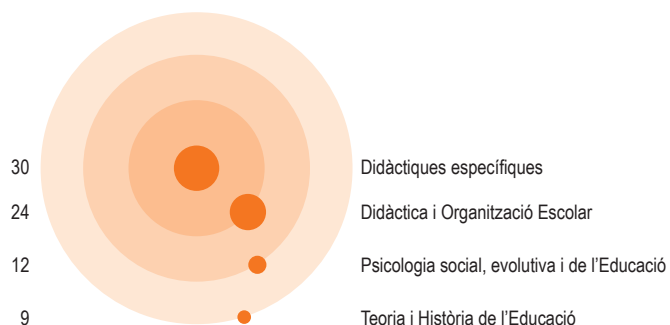 30 Didàctiques específiques
24 Didàctica i Organització Escolar
12 Psicologia social, evolutiva i de l’Educació
9 Teoria i Història de l’Educació